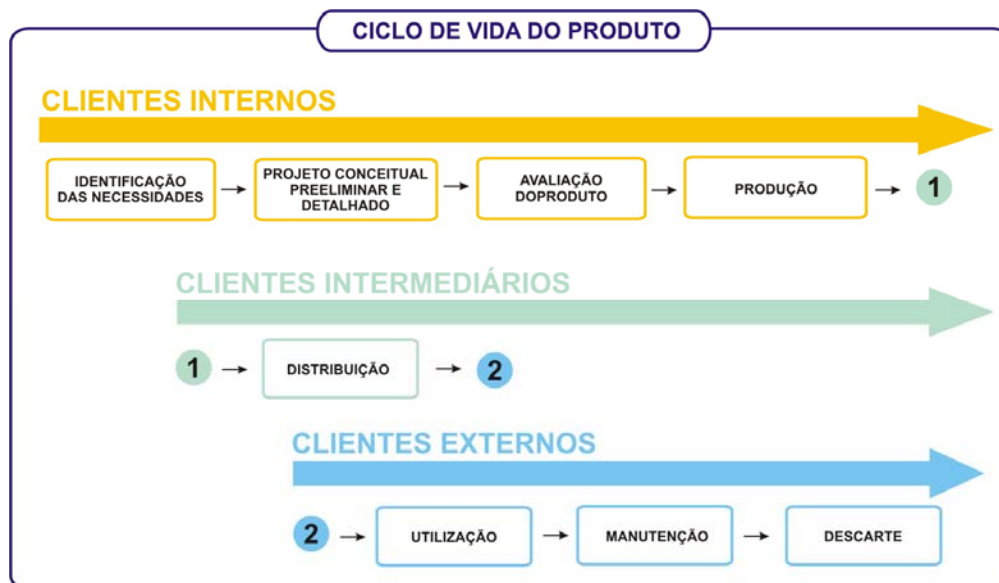 CICLO DE VIDA DO PRODUTO
CLIENTES INTERNOS
IDENTIFICAÇÃO
DAS NECESSIDADES
PROJETO CONCEITUAL
PREELIMINAR E
DETALHADO
AVALIAÇÃO
DOPRODUTO
PRODUÇÃO
1
CLIENTES INTERMEDIÁRIOS
1
DISTRIBUIÇÃO
2
CLIENTES EXTERNOS
2
UTILIZAÇÃO
MANUTENÇÃO
DESCARTE